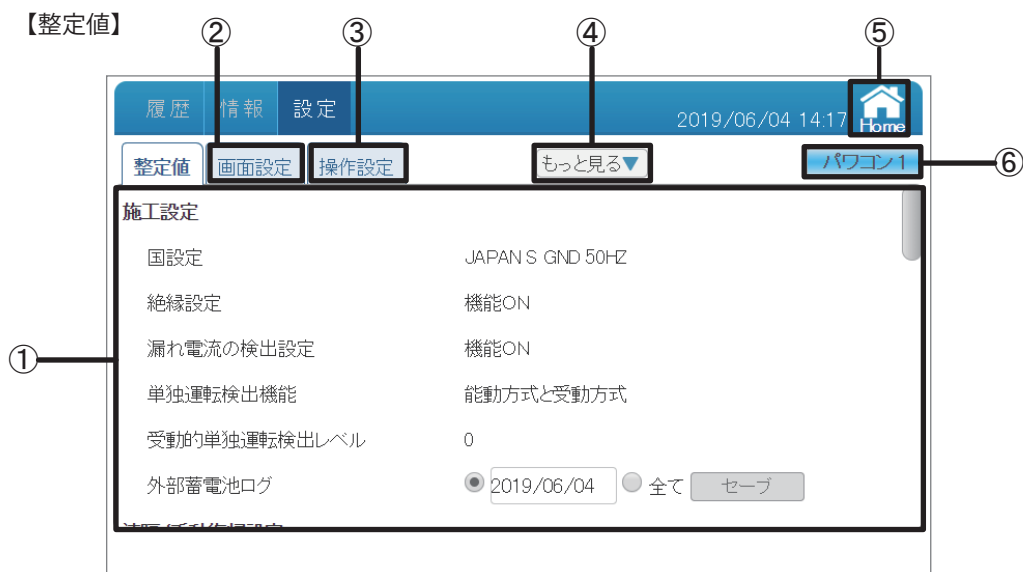 【整定値】
② ③ ④ ⑤
履歴 情報 設定 2019/06/04 14:17 Home
整定値 画面設定 操作設定 もっと見る▼ パワコン1 ⑥
施工設定
国設定 JAPAN S GND 50HZ
絶縁設定 機能ON
漏れ電流の検出設定 機能ON
①
単独運転検出機能 能動方式と受動方式
受動的単独運転検出レベル 0
外部蓄電池ログ 2019/06/04 全て セーブ